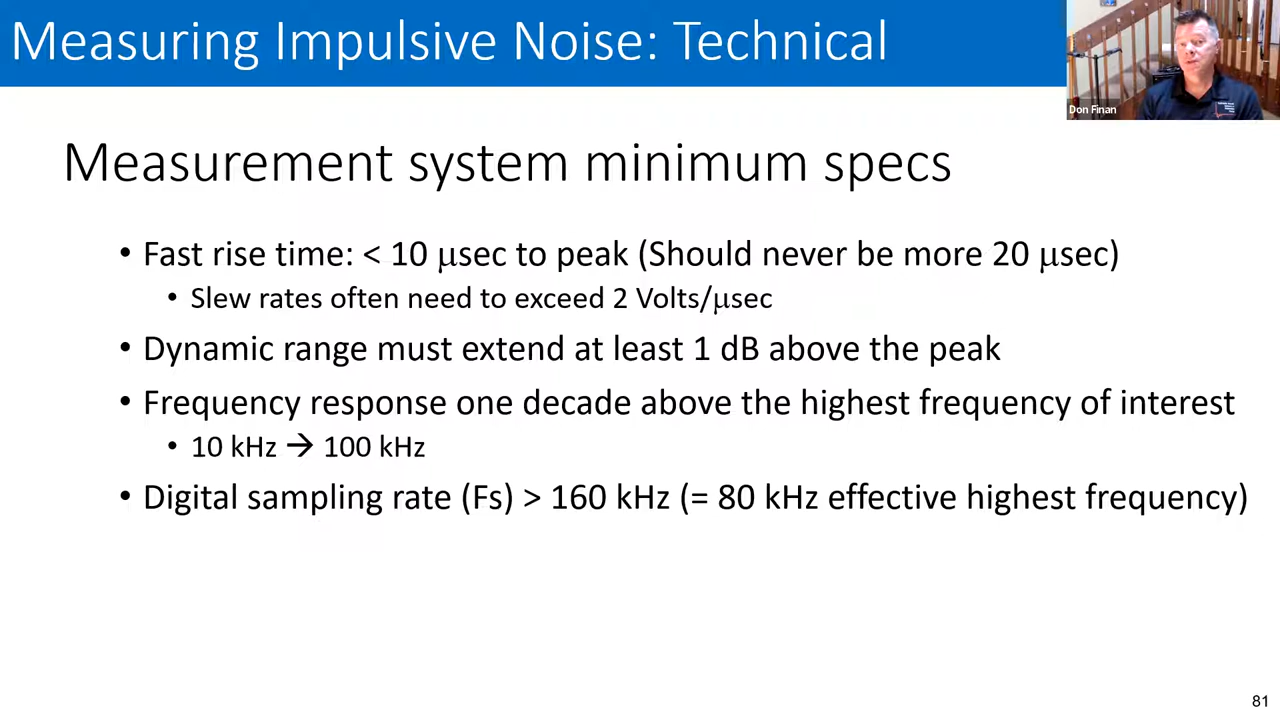 Measuring Impulsive Noise: Technical
Don Finan
Measurement system minimum specs
• Fast rise time: < 10 μsec to peak (Should never be more 20 μsec)
• Slew rates often need to exceed 2 Volts/μsec
• Dynamic range must extend at least 1 dB above the peak
• Frequency response one decade above the highest frequency of interest
• 10 kHz → 100 kHz
• Digital sampling rate (Fs) > 160 kHz (= 80 kHz effective highest frequency)
81